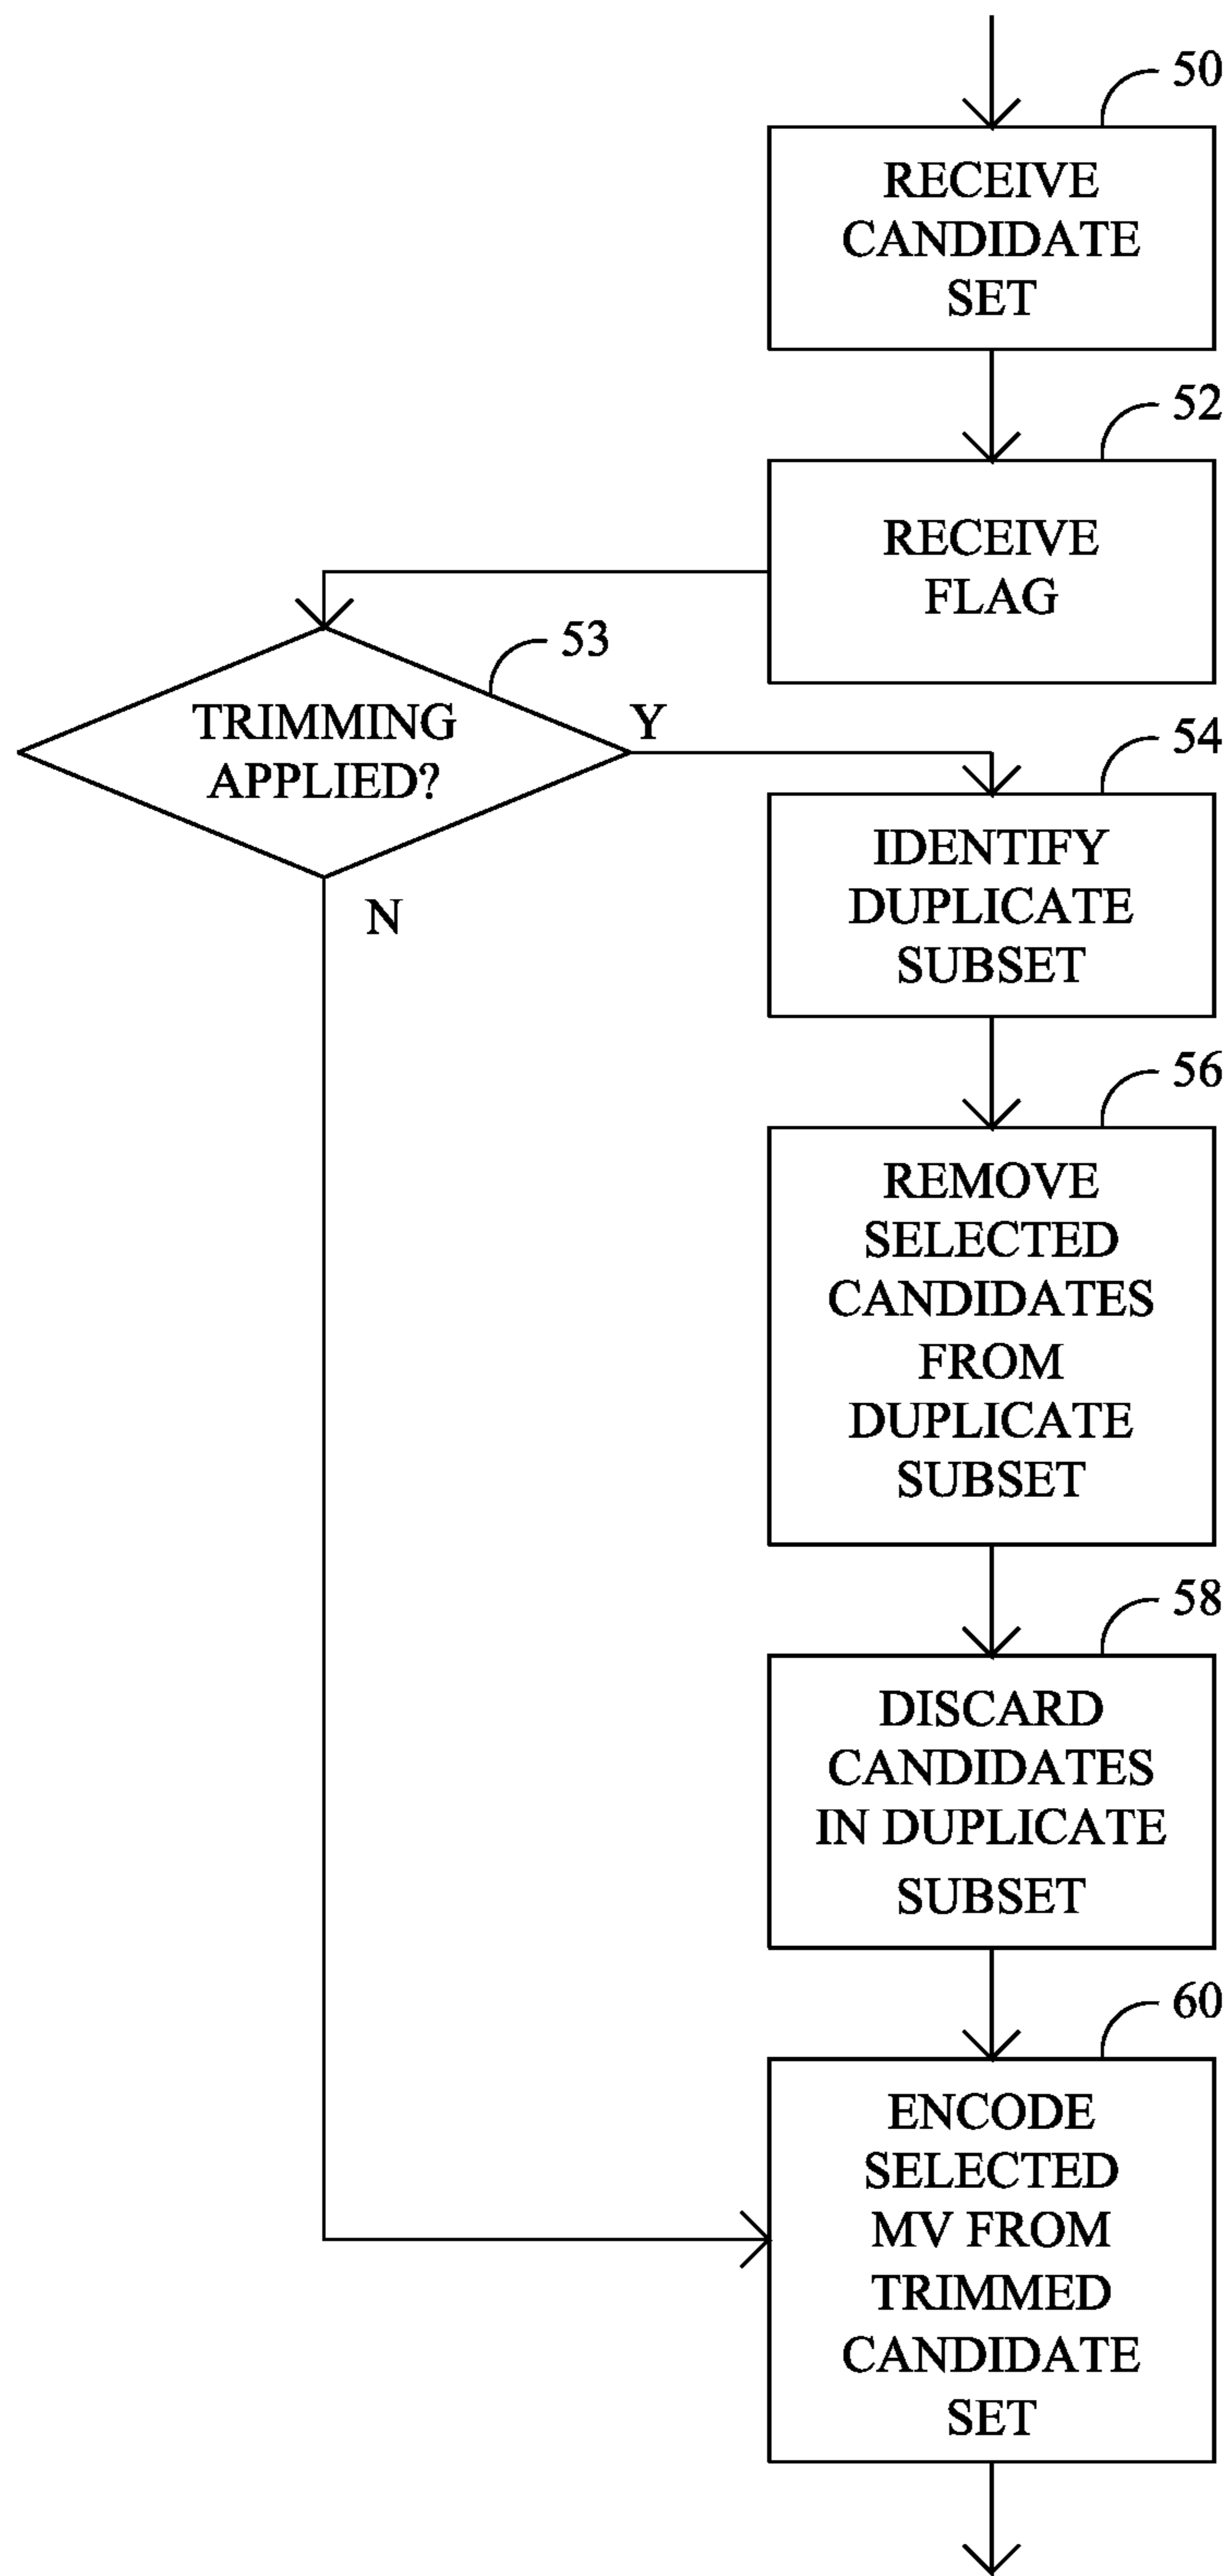 50
RECEIVE
CANDIDATE
SET
52
RECEIVE
FLAG
53
TRIMMING
APPLIED?
Y
N
54
IDENTIFY
DUPLICATE
SUBSET
56
REMOVE
SELECTED
CANDIDATES
FROM
DUPLICATE
SUBSET
58
DISCARD
CANDIDATES
IN DUPLICATE
SUBSET
60
ENCODE
SELECTED
MV FROM
TRIMMED
CANDIDATE
SET